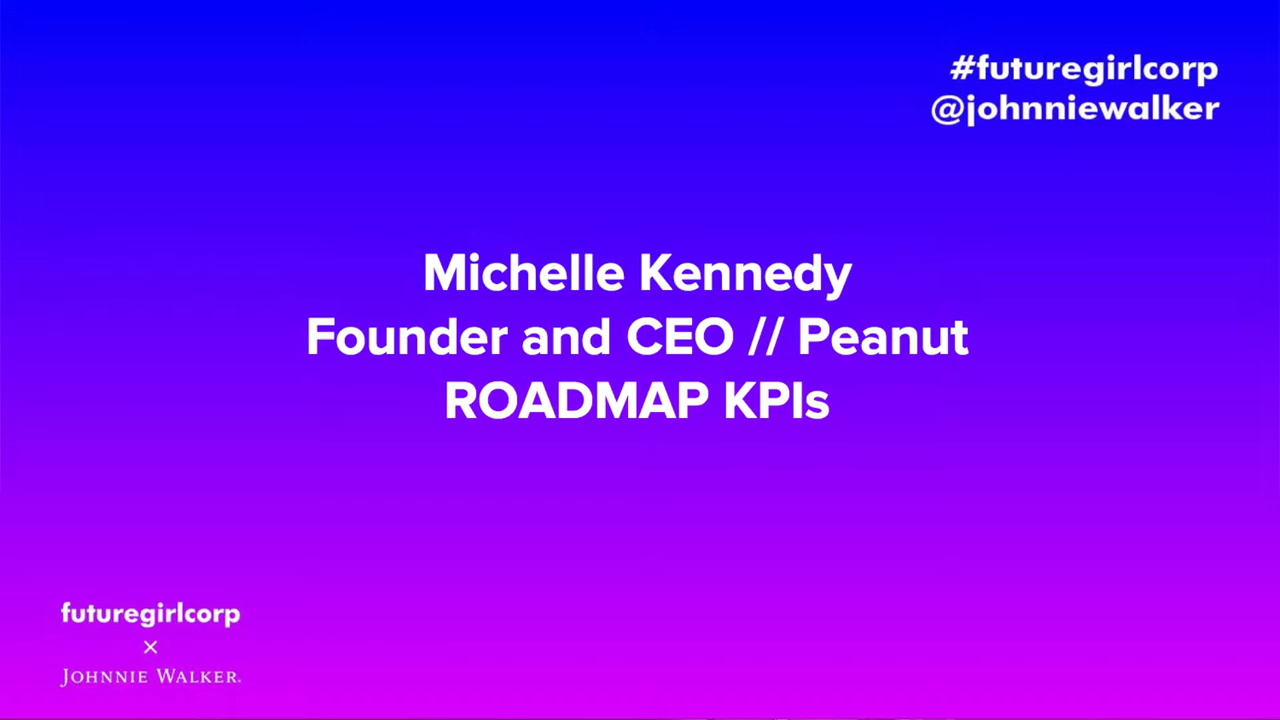 #futuregirlcorp
@johnniewalker
Michelle Kennedy
Founder and CEO // Peanut
ROADMAP KPIs
futuregirlcorp
×
JOHNNIE WALKER.